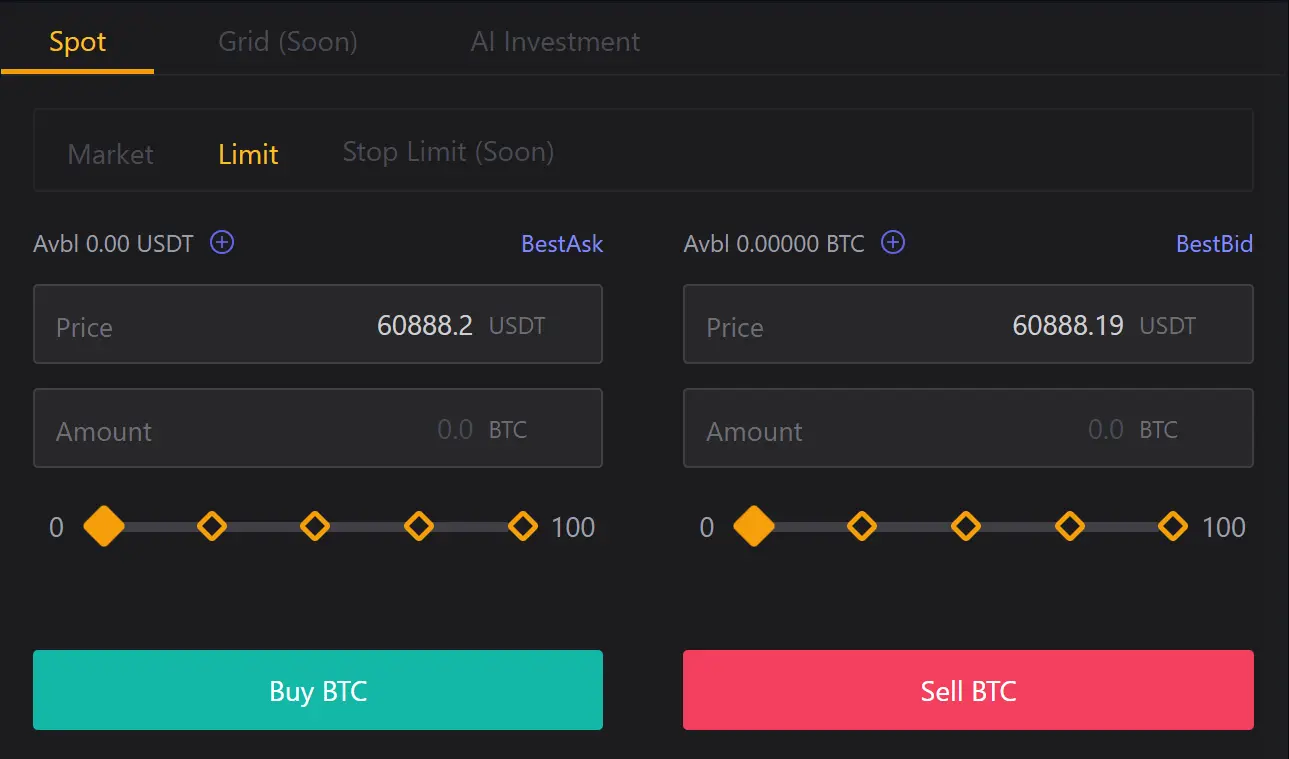 Spot Grid (Soon) AI Investment
Market Limit Stop Limit (Soon)
Avbl 0.00 USDT BestAsk
Price 60888.2 USDT
Amount 0.0 BTC
0 100
Buy BTC
Avbl 0.00000 BTC BestBid
Price 60888.19 USDT
Amount 0.0 BTC
0 100
Sell BTC